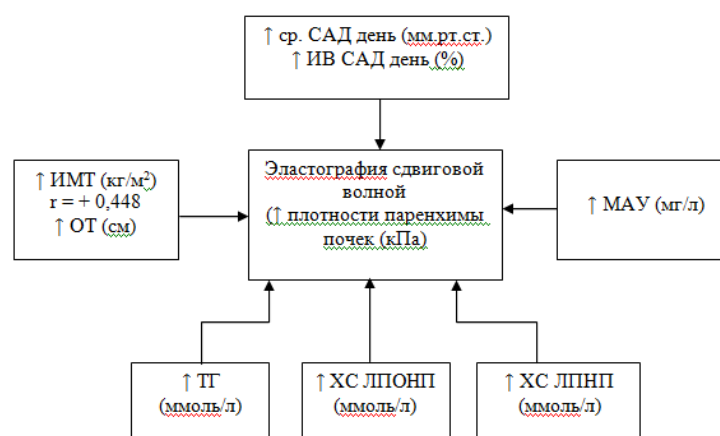 ↑ ср. САД день (мм.рт.ст.)
↑ ИВ САД день (%)
↑ ИМТ (кг/м²)
r = + 0,448
↑ ОТ (см)
Эластография сдвиговой
волной
(↑ плотности паренхимы
почек (кПа)
↑ МАУ (мг/л)
↑ ТГ
(ммоль/л)
↑ ХС ЛПОНП
(ммоль/л)
↑ ХС ЛПНП
(ммоль/л)